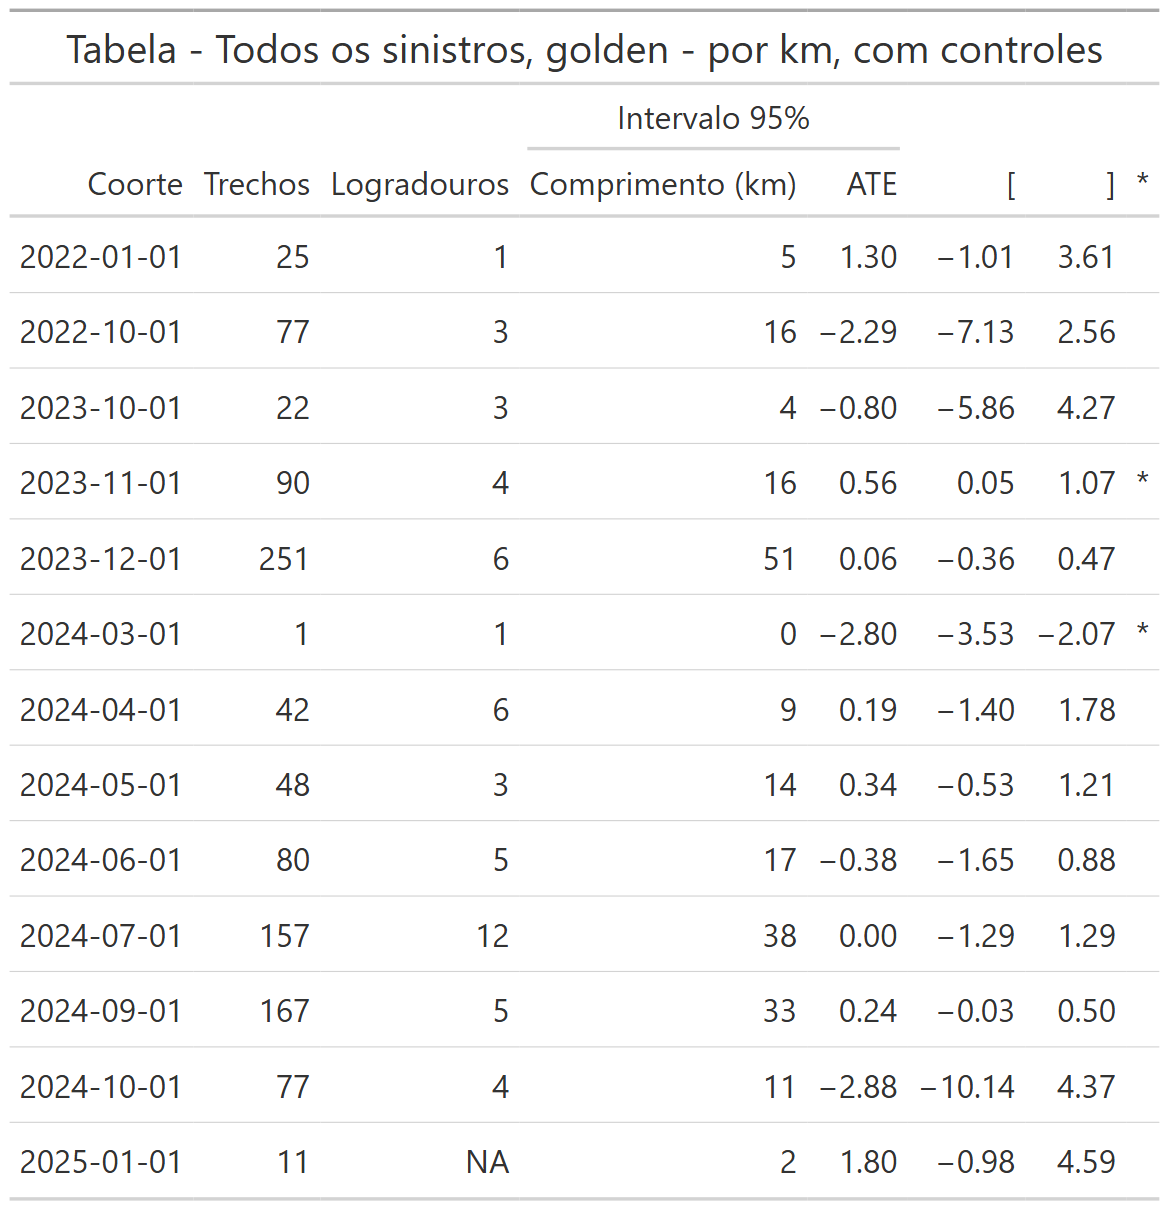 Tabela - Todos os sinistros, golden - por km, com controles
Intervalo 95%
Coorte Trechos Logradouros Comprimento (km) ATE [ ] *
2022-01-01 25 1 5 1.30 −1.01 3.61
2022-10-01 77 3 16 −2.29 −7.13 2.56
2023-10-01 22 3 4 −0.80 −5.86 4.27
2023-11-01 90 4 16 0.56 0.05 1.07 *
2023-12-01 251 6 51 0.06 −0.36 0.47
2024-03-01 1 1 0 −2.80 −3.53 −2.07 *
2024-04-01 42 6 9 0.19 −1.40 1.78
2024-05-01 48 3 14 0.34 −0.53 1.21
2024-06-01 80 5 17 −0.38 −1.65 0.88
2024-07-01 157 12 38 0.00 −1.29 1.29
2024-09-01 167 5 33 0.24 −0.03 0.50
2024-10-01 77 4 11 −2.88 −10.14 4.37
2025-01-01 11 NA 2 1.80 −0.98 4.59